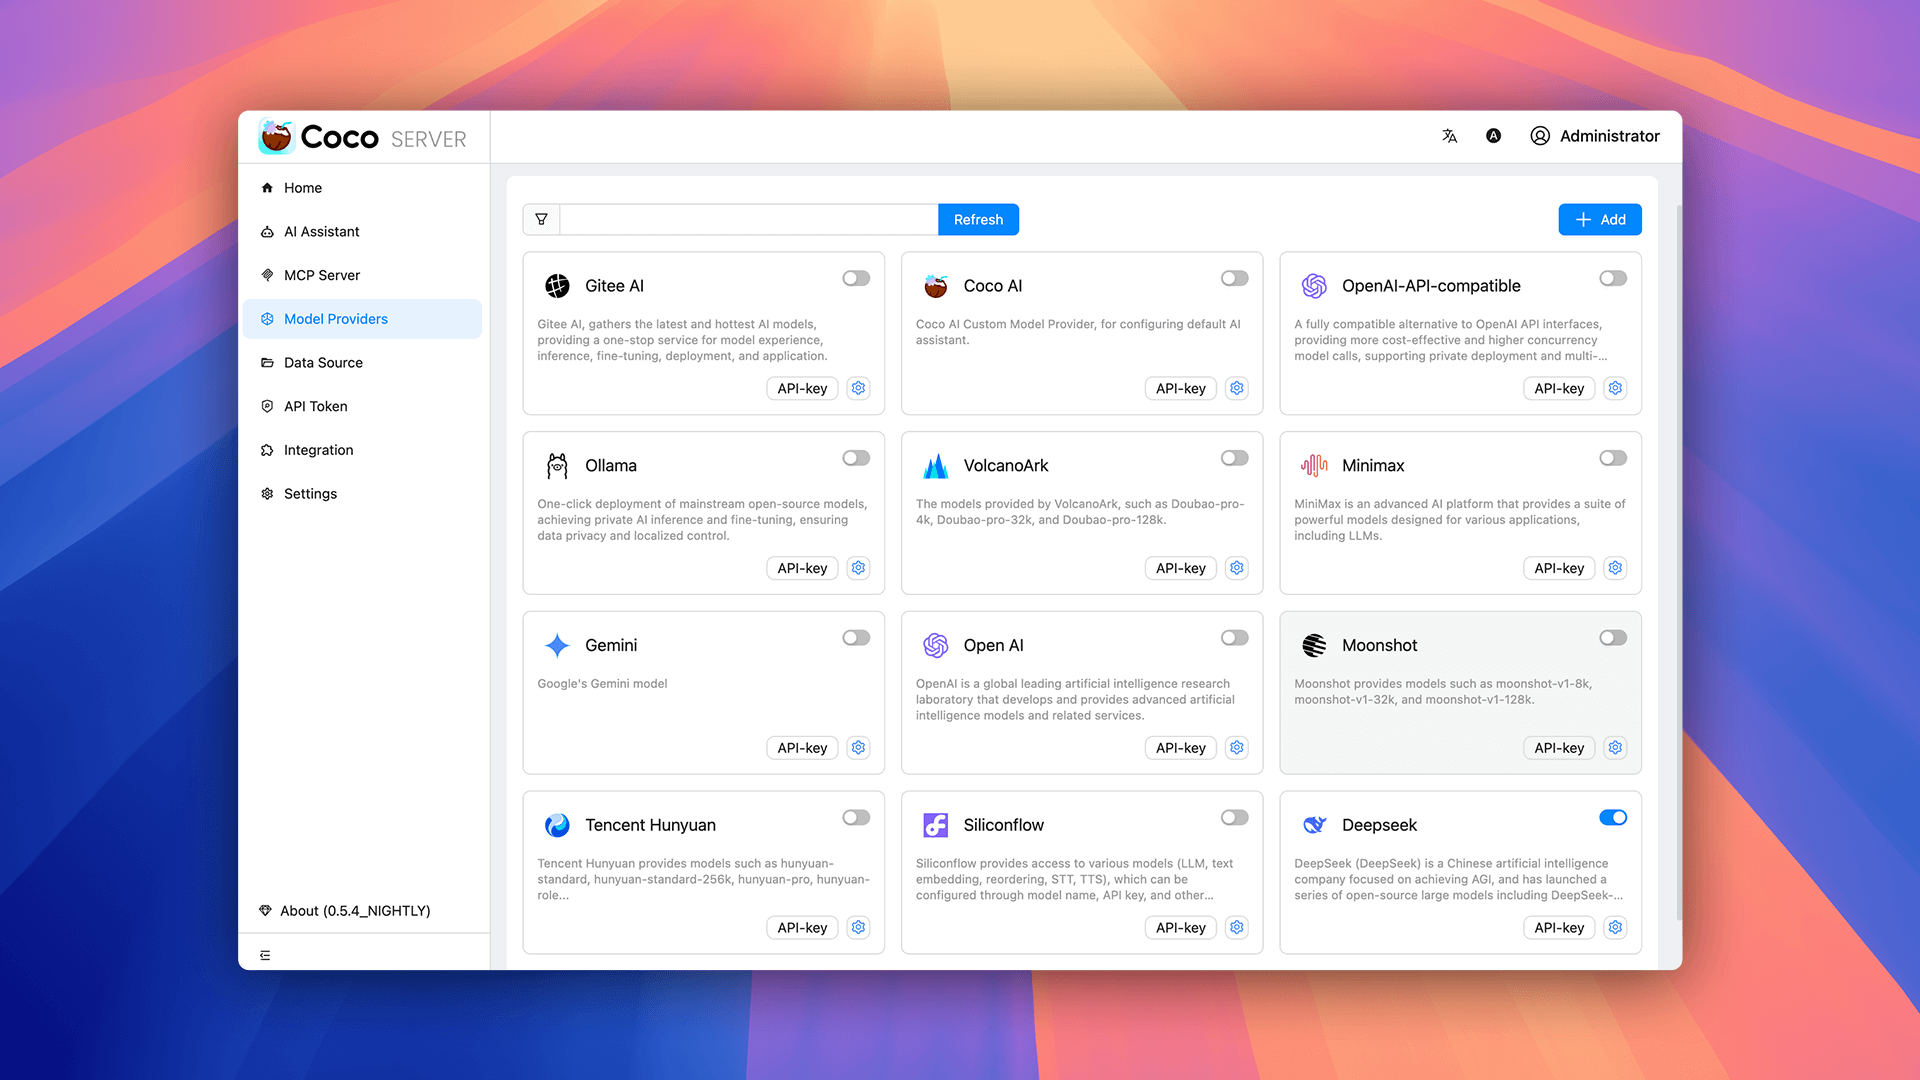 Coco SERVER
A
Administrator
Home
AI Assistant
MCP Server
Model Providers
Data Source
API Token
Integration
Settings
About (0.5.4_NIGHTLY)
Refresh
Add
Gitee AI
Gitee AI, gathers the latest and hottest AI models,
providing a one-stop service for model experience,
inference, fine-tuning, deployment, and application.
API-key
Coco AI
Coco AI Custom Model Provider, for configuring default AI
assistant.
API-key
OpenAI-API-compatible
A fully compatible alternative to OpenAI API interfaces,
providing more cost-effective and higher concurrency
model calls, supporting private deployment and multi-...
API-key
Ollama
One-click deployment of mainstream open-source models,
achieving private AI inference and fine-tuning, ensuring
data privacy and localized control.
API-key
VolcanoArk
The models provided by VolcanoArk, such as Doubao-pro-
4k, Doubao-pro-32k, and Doubao-pro-128k.
API-key
Minimax
MiniMax is an advanced AI platform that provides a suite of
powerful models designed for various applications,
including LLMs.
API-key
Gemini
Google's Gemini model
API-key
Open AI
OpenAI is a global leading artificial intelligence research
laboratory that develops and provides advanced artificial
intelligence models and related services.
API-key
Moonshot
Moonshot provides models such as moonshot-v1-8k,
moonshot-v1-32k, and moonshot-v1-128k.
API-key
Tencent Hunyuan
Tencent Hunyuan provides models such as hunyuan-
standard, hunyuan-standard-256k, hunyuan-pro, hunyuan-
role...
API-key
Siliconflow
Siliconflow provides access to various models (LLM, text
embedding, reordering, STT, TTS), which can be
configured through model name, API key, and other...
API-key
Deepseek
DeepSeek (DeepSeek) is a Chinese artificial intelligence
company focused on achieving AGI, and has launched a
series of open-source large models including DeepSeek-...
API-key